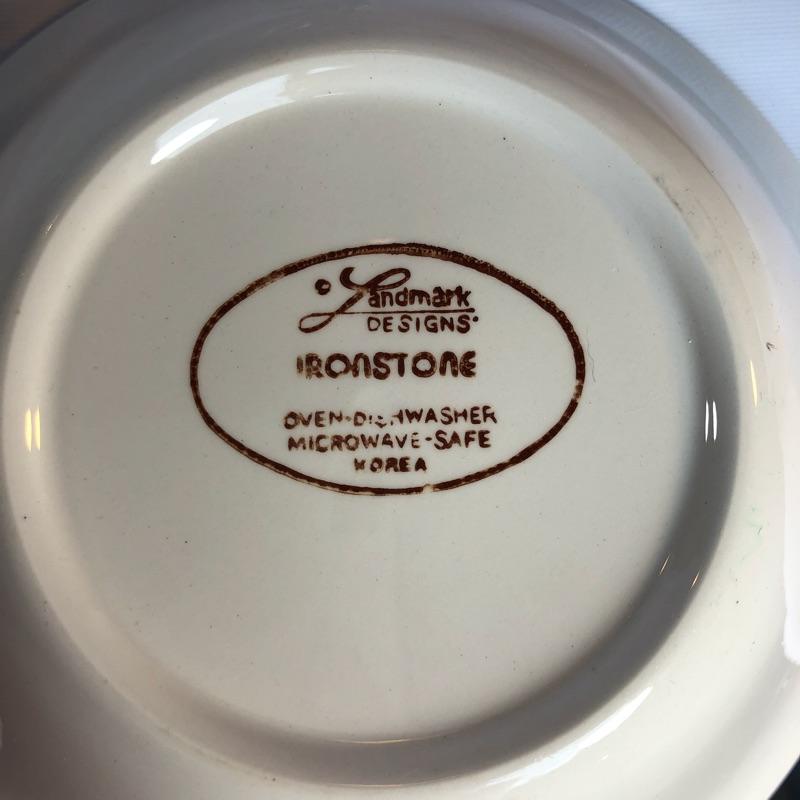 © Landmark
DESIGNS
IRONSTONE
OVEN-DISHWASHER
MICROWAVE-SAFE
KOREA